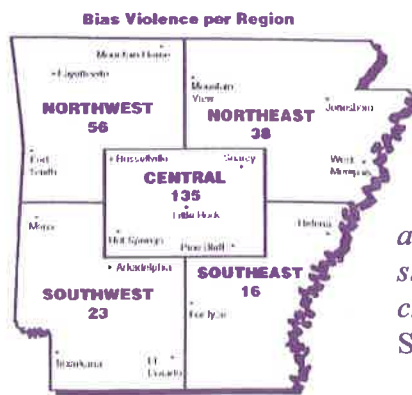 Bias Violence per Region
Mountain Home
Fayetteville
NORTHWEST
56
Mountain
View
NORTHEAST
38
Jonesboro
Fort
Smith
Russellville
Searcy
CENTRAL
135
Little Rock
West
Memphis
Mena
Hot Springs
Pine Bluff
Helena
Arkadelphia
SOUTHWEST
23
SOUTHEAST
16
Fordyce
Texarkana
El
Dorado
a
c
S